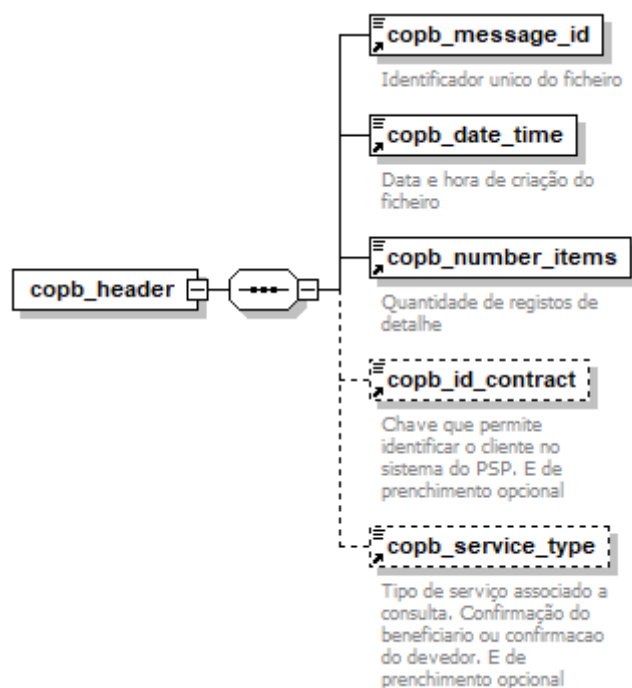 copb_message_id
Identificador unico do ficheiro
copb_date_time
Data e hora de criação do
ficheiro
copb_number_items
Quantidade de registos de
detalhe
copb_header
copb_id_contract
Chave que permite
identificar o cliente no
sistema do PSP. E de
prenchimento opcional
copb_service_type
Tipo de serviço associado a
consulta. Confirmação do
beneficiario ou confirmacao
do devedor. E de
prenchimento opcional